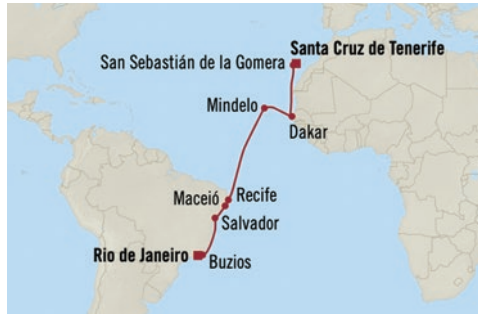 Santa Cruz de Tenerife
San Sebastián de la Gomera
Mindelo
Dakar
Maceió
Recife
Salvador
Rio de Janeiro
Buzios